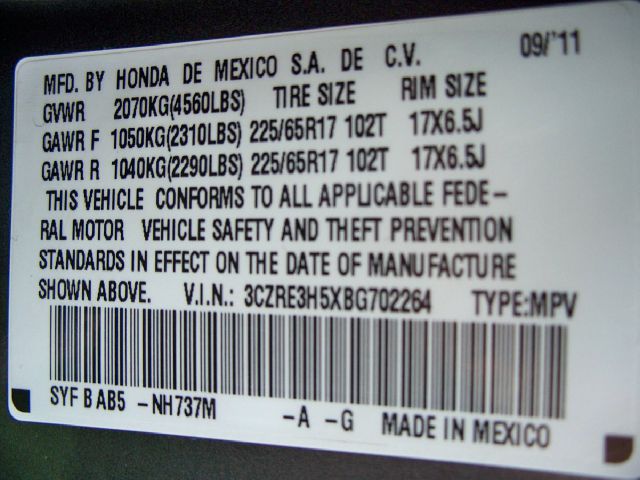 MFD. BY HONDA DE MEXICO S.A. DE C.V. 09/'11
GVWR 2070KG(4560LBS) TIRE SIZE RIM SIZE
GAWR F 1050KG(2310LBS) 225/65R17 102T 17X6.5J
GAWR R 1040KG(2290LBS) 225/65R17 102T 17X6.5J
THIS VEHICLE CONFORMS TO ALL APPLICABLE FEDE-
RAL MOTOR VEHICLE SAFETY AND THEFT PREVENTION
STANDARDS IN EFFECT ON THE DATE OF MANUFACTURE
SHOWN ABOVE. V.I.N.: 3CZRE3H5XBG702264 TYPE:MPV
SYF B AB5 -NH737M -A -G MADE IN MEXICO